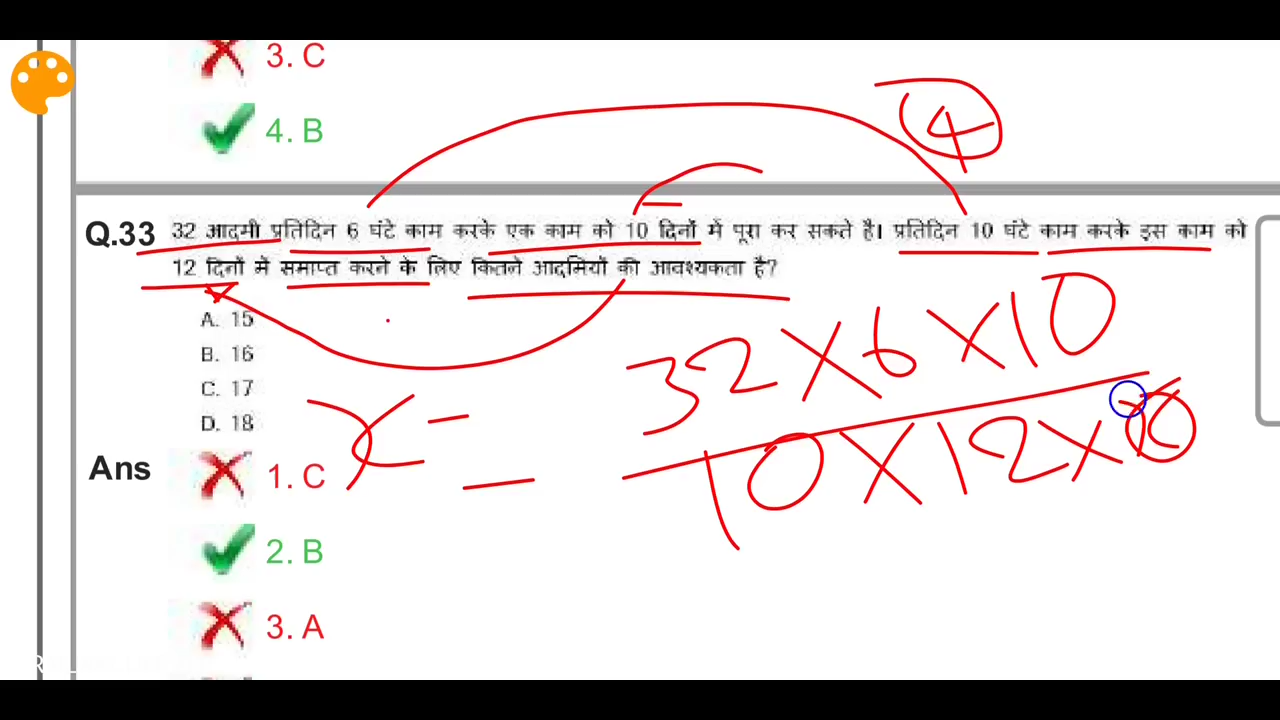 3. C
4. B
4
Q.33 32 आदमी प्रतिदिन 6 घंटे काम करके एक काम को 10 दिनों में पूरा कर सकते है। प्रतिदिन 10 घंटे काम करके इस काम को
12 दिनों में समाप्त करने के लिए कितने आदमियों की आवश्यकता है?
A. 15
B. 16
C. 17
D. 18
x =
32 × 6 × 10
10 × 12 ×
Ans
1. C
2. B
3. A